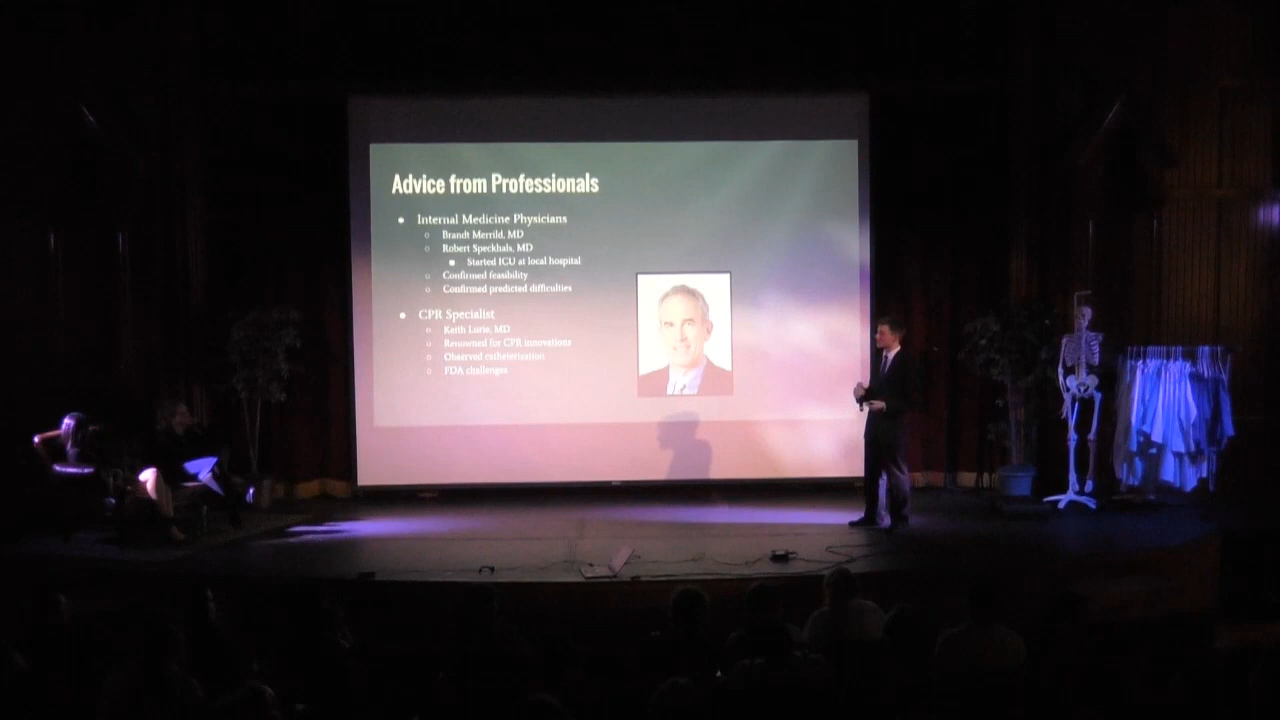 Advice from Professionals
Internal Medicine Physicians
Brandt Merrild, MD
Robert Speckhals, MD
Started ICU at local hospital
Confirmed feasibility
Confirmed predicted difficulties
CPR Specialist
Keith Lurie, MD
Renowned for CPR innovations
Observed catheterization
FDA challenges